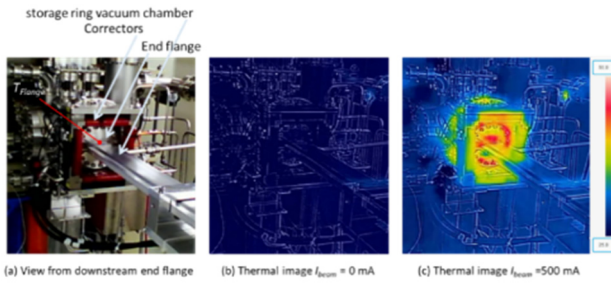 storage ring vacuum chamber
Correctors
End flange
T_Flange
(a) View from downstream end flange
(b) Thermal image I_beam = 0 mA
(c) Thermal image I_beam =500 mA